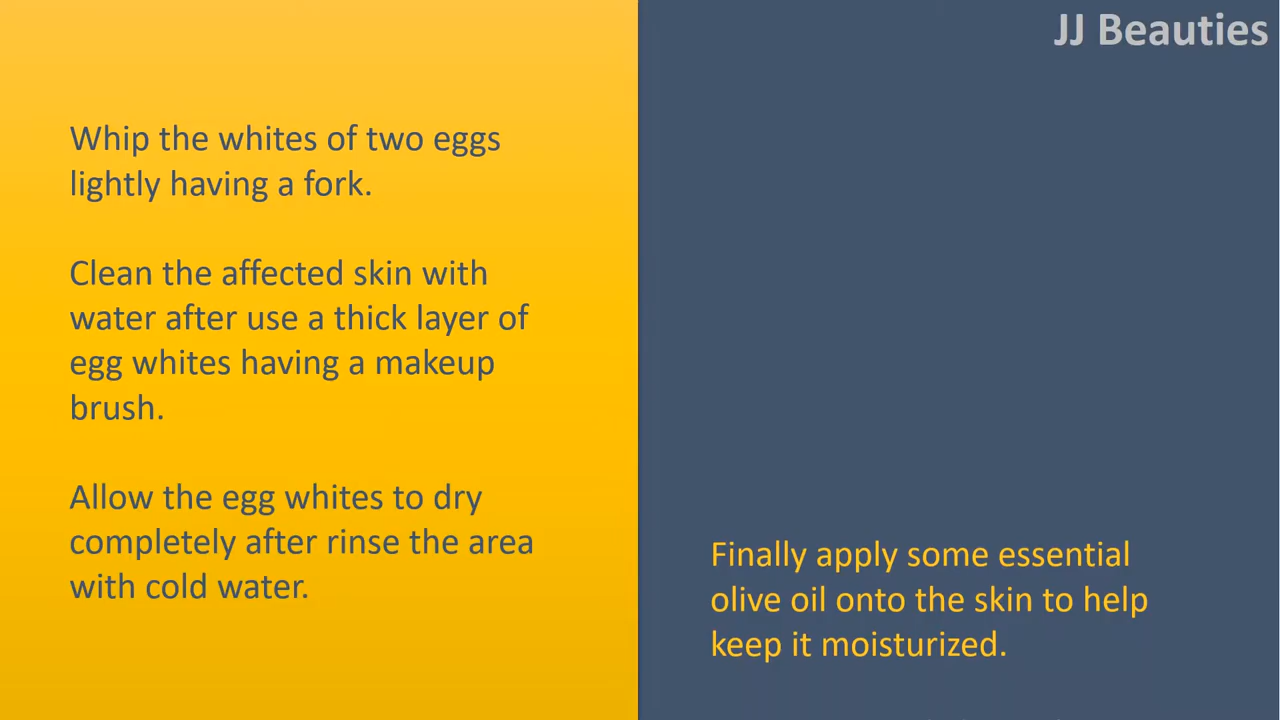 JJ Beauties
Whip the whites of two eggs
lightly having a fork.
Clean the affected skin with
water after use a thick layer of
egg whites having a makeup
brush.
Allow the egg whites to dry
completely after rinse the area
with cold water.
Finally apply some essential
olive oil onto the skin to help
keep it moisturized.